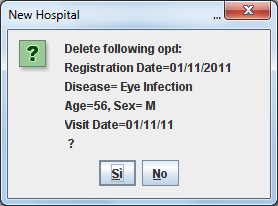 New Hospital
...
Delete following opd:
Registration Date=01/11/2011
Disease= Eye Infection
Age=56, Sex= M
Visit Date=01/11/11
?
Sì No